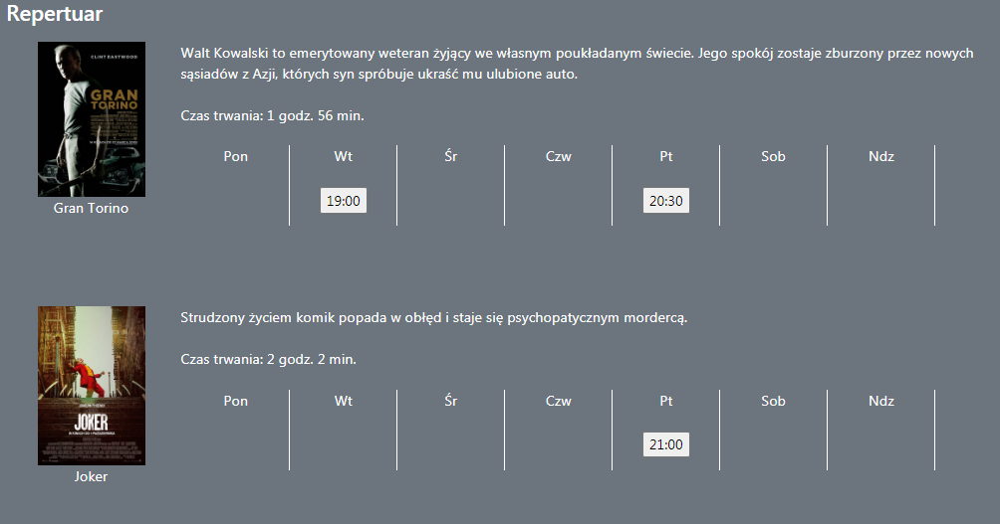 Repertuar
CLINT EASTWOOD
GRAN
TORINO
Gran Torino
Walt Kowalski to emerytowany weteran żyjący we własnym poukładanym świecie. Jego spokój zostaje zburzony przez nowych
sąsiadów z Azji, których syn spróbuje ukraść mu ulubione auto.
Czas trwania: 1 godz. 56 min.
Pon Wt Śr Czw Pt Sob Ndz
19:00 20:30
JOKER
Joker
Strudzony życiem komik popada w obłęd i staje się psychopatycznym mordercą.
Czas trwania: 2 godz. 2 min.
Pon Wt Śr Czw Pt Sob Ndz
21:00